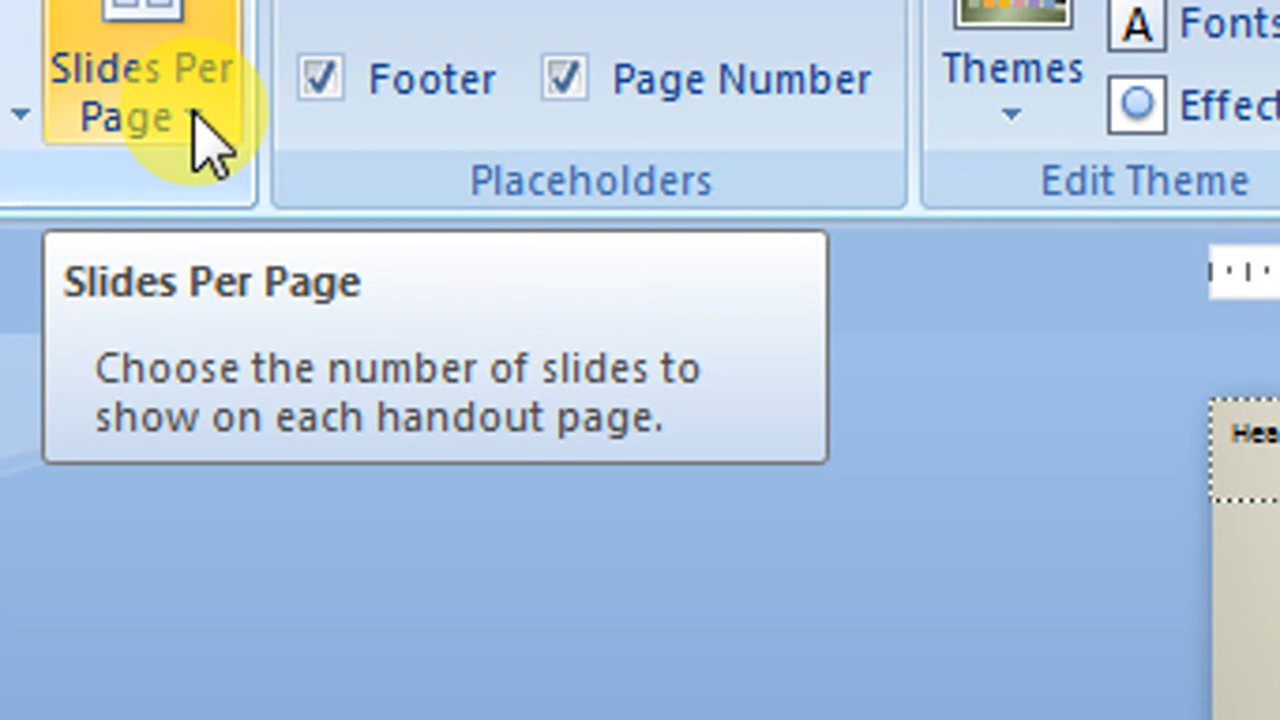 Slides Per
Page
Footer
Page Number
Placeholders
Themes
Fonts
Effect
Edit Theme
Slides Per Page
Choose the number of slides to
show on each handout page.